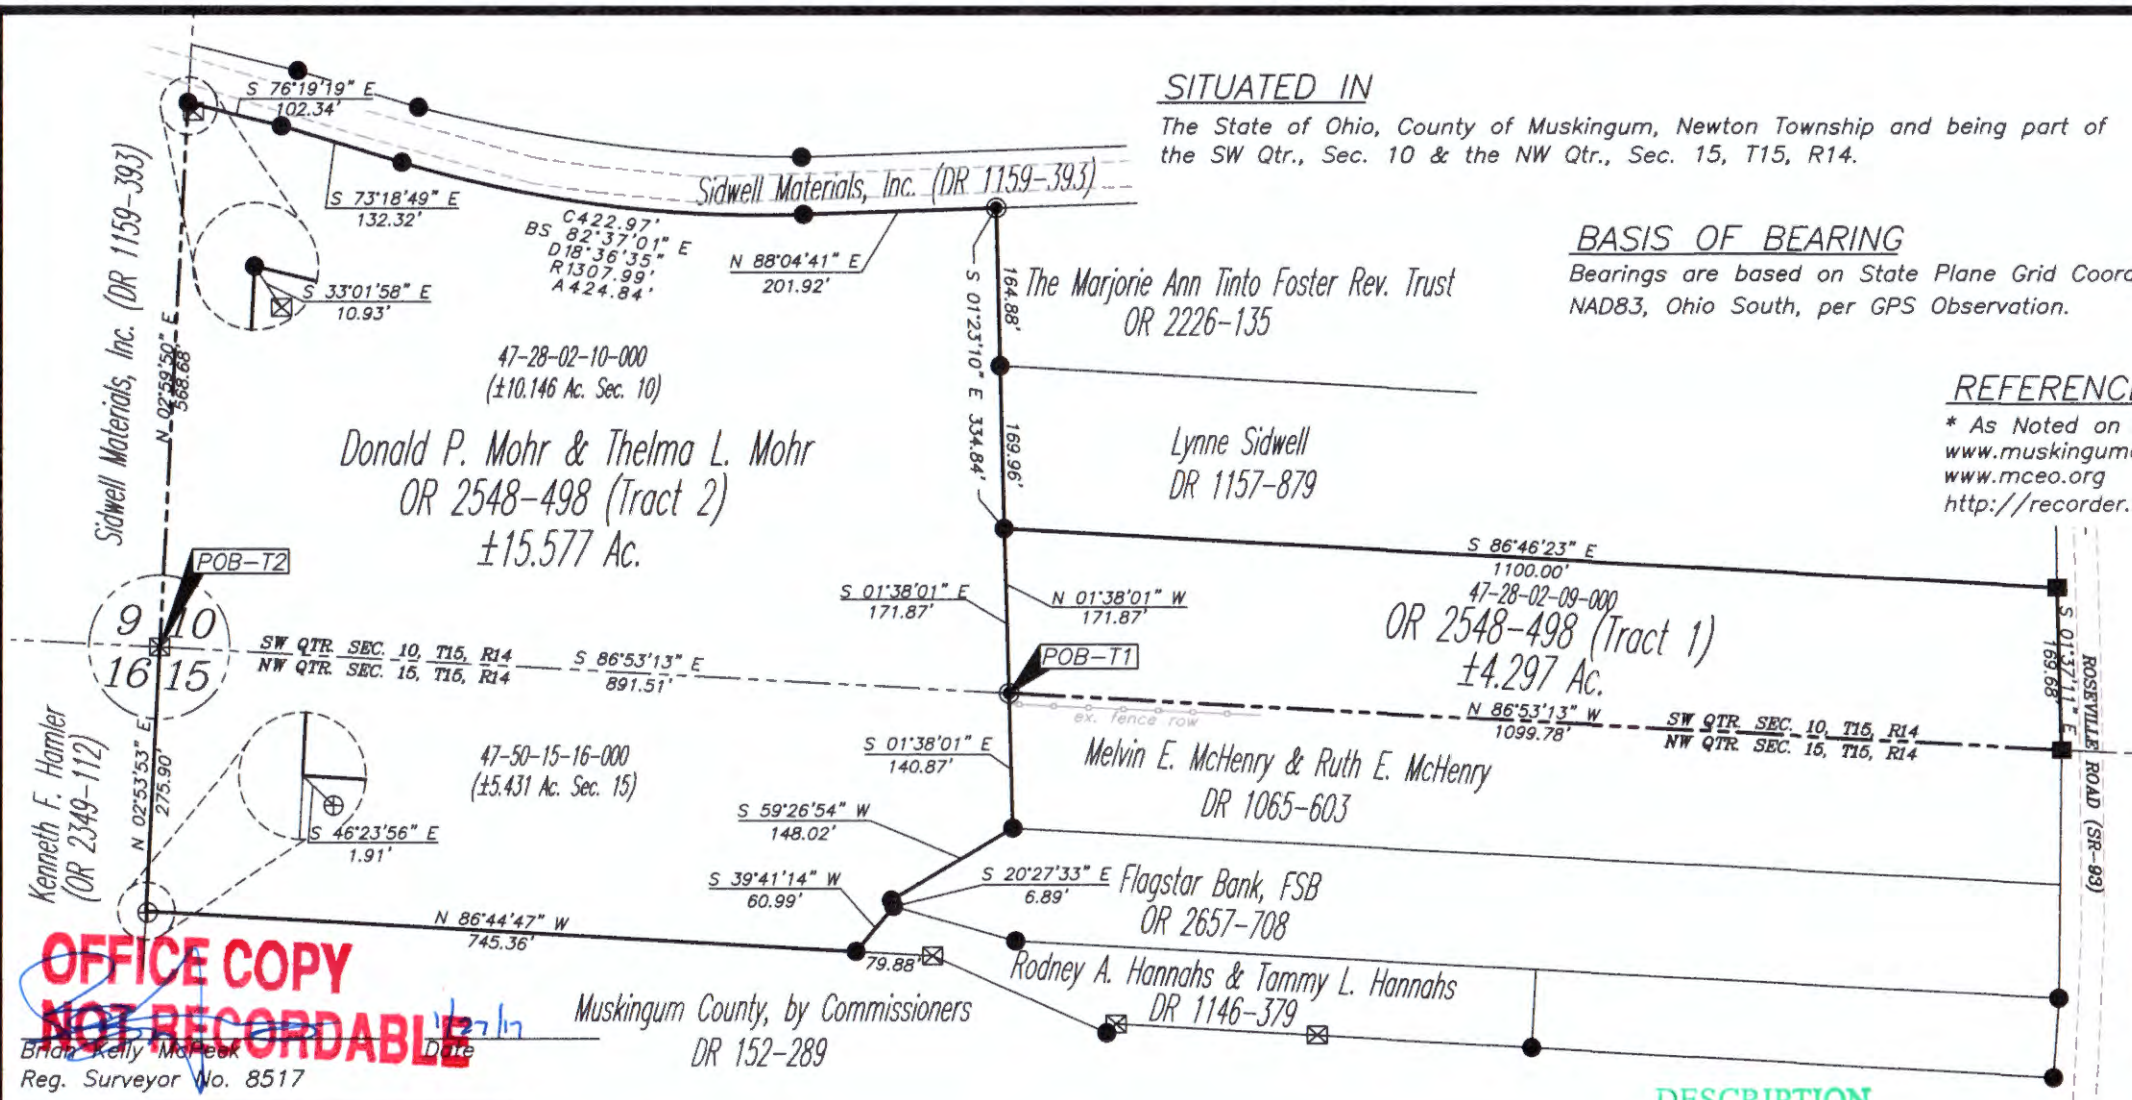 SITUATED IN
The State of Ohio, County of Muskingum, Newton Township and being part of
the SW Qtr., Sec. 10 & the NW Qtr., Sec. 15, T15, R14.
BASIS OF BEARING
Bearings are based on State Plane Grid Coord
NAD83, Ohio South, per GPS Observation.
REFERENCE
* As Noted on
www.muskingum
www.mceo.org
http://recorder.
S 76°19'19" E
102.34'
S 73°18'49" E
132.32'
C422.97'
BS 82°37'01" E
D18°36'35"
R1307.99'
A424.84'
Sidwell Materials, Inc. (DR 1159-393)
N 88°04'41" E
201.92'
S 33°01'58" E
10.93'
Sidwell Materials, Inc. (DR 1159-393)
N 02°59'50" E
568.68'
164.88'
S 01°23'10" E 334.84'
169.96'
The Marjorie Ann Tinto Foster Rev. Trust
OR 2226-135
47-28-02-10-000
(±10.146 Ac. Sec. 10)
Donald P. Mohr & Thelma L. Mohr
OR 2548-498 (Tract 2)
±15.577 Ac.
Lynne Sidwell
DR 1157-879
S 86°46'23" E
1100.00'
47-28-02-09-000
OR 2548-498 (Tract 1)
±4.297 Ac.
S 01°37'11" E
169.68'
ROSEVILLE ROAD (SR-93)
S 01°38'01" E
171.87'
N 01°38'01" W
171.87'
POB-T2
POB-T1
9 10
16 15
SW QTR. SEC. 10, T15, R14
NW QTR. SEC. 15, T15, R14
S 86°53'13" E
891.51'
ex. fence row
N 86°53'13" W
1099.78'
SW QTR. SEC. 10, T15, R14
NW QTR. SEC. 15, T15, R14
Kenneth F. Hamler
(OR 2349-112)
N 02°53'53" E
275.90'
47-50-15-16-000
(±5.431 Ac. Sec. 15)
S 46°23'56" E
1.91'
S 01°38'01" E
140.87'
Melvin E. McHenry & Ruth E. McHenry
DR 1065-603
S 59°26'54" W
148.02'
S 39°41'14" W
60.99'
S 20°27'33" E
6.89'
Flagstar Bank, FSB
OR 2657-708
N 86°44'47" W
745.36'
79.88'
Rodney A. Hannahs & Tammy L. Hannahs
DR 1146-379
Muskingum County, by Commissioners
DR 152-289
OFFICE COPY
NOT RECORDABLE
1/27/17
Brian Kelly McPeek Date
Reg. Surveyor No. 8517
DESCRIPTION